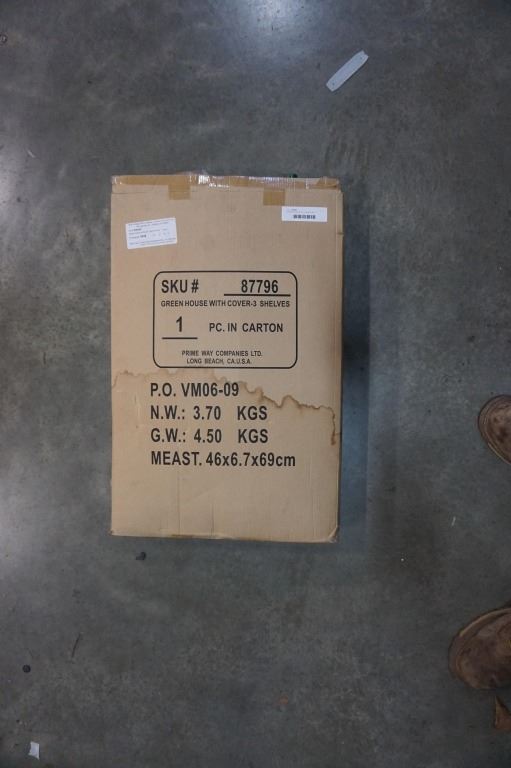 SKU# 87796
GREEN HOUSE WITH COVER-3 SHELVES
1 PC. IN CARTON
PRIME WAY COMPANIES LTD.
LONG BEACH, CA.U.S.A.
P.O. VM06-09
N.W.: 3.70 KGS
G.W.: 4.50 KGS
MEAST. 46x6.7x69cm